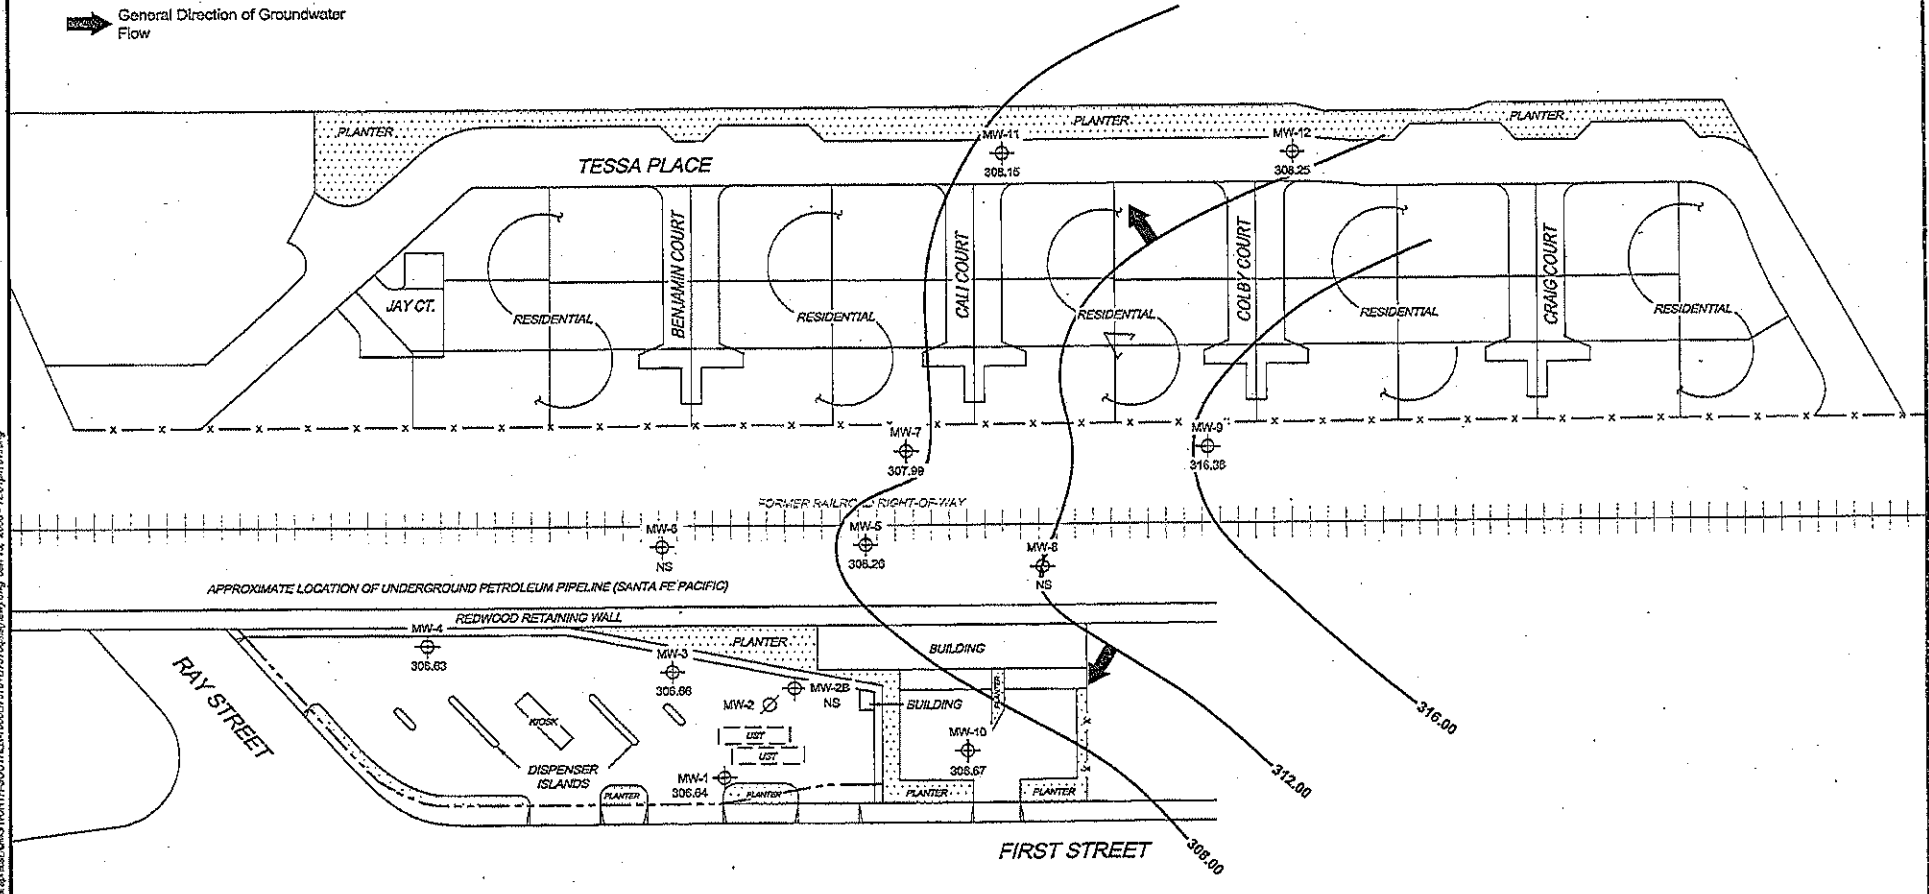 General Direction of Groundwater
Flow
PLANTER
MW-11
PLANTER
MW-12
PLANTER
308.15
308.25
TESSA PLACE
BENJAMIN COURT
CALI COURT
COLBY COURT
CRAIG COURT
JAY CT.
RESIDENTIAL
RESIDENTIAL
RESIDENTIAL
RESIDENTIAL
RESIDENTIAL
MW-7
307.99
MW-9
316.38
FORMER RAILROAD RIGHT-OF-WAY
MW-6
NS
MW-5
308.26
MW-8
NS
APPROXIMATE LOCATION OF UNDERGROUND PETROLEUM PIPELINE (SANTA FE PACIFIC)
REDWOOD RETAINING WALL
MW-4
306.63
PLANTER
BUILDING
MW-3
306.66
RAY STREET
MW-2B
NS
MW-2
PLANTER
BUILDING
KIOSK
UST
UST
MW-10
306.67
DISPENSER
ISLANDS
MW-1
306.64
PLANTER
PLANTER
PLANTER
PLANTER
FIRST STREET
316.00
312.00
308.00